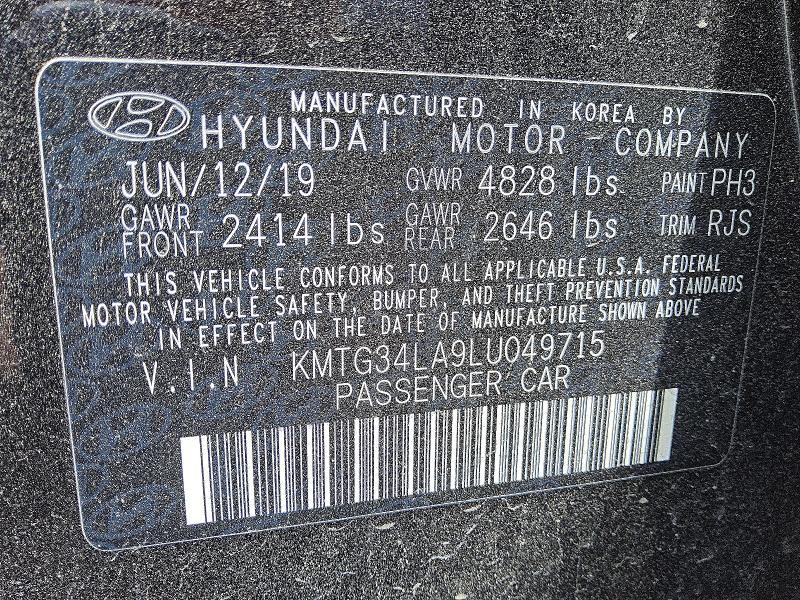 MANUFACTURED IN KOREA BY
HYUNDAI MOTOR COMPANY
JUN/12/19 GVWR 4828 lbs PAINT PH3
GAWR FRONT 2414 lbs GAWR REAR 2646 lbs TRIM RJS
THIS VEHICLE CONFORMS TO ALL APPLICABLE U.S.A. FEDERAL
MOTOR VEHICLE SAFETY, BUMPER, AND THEFT PREVENTION STANDARDS
IN EFFECT ON THE DATE OF MANUFACTURE SHOWN ABOVE
V.I.N KMTG34LA9LU049715
PASSENGER CAR